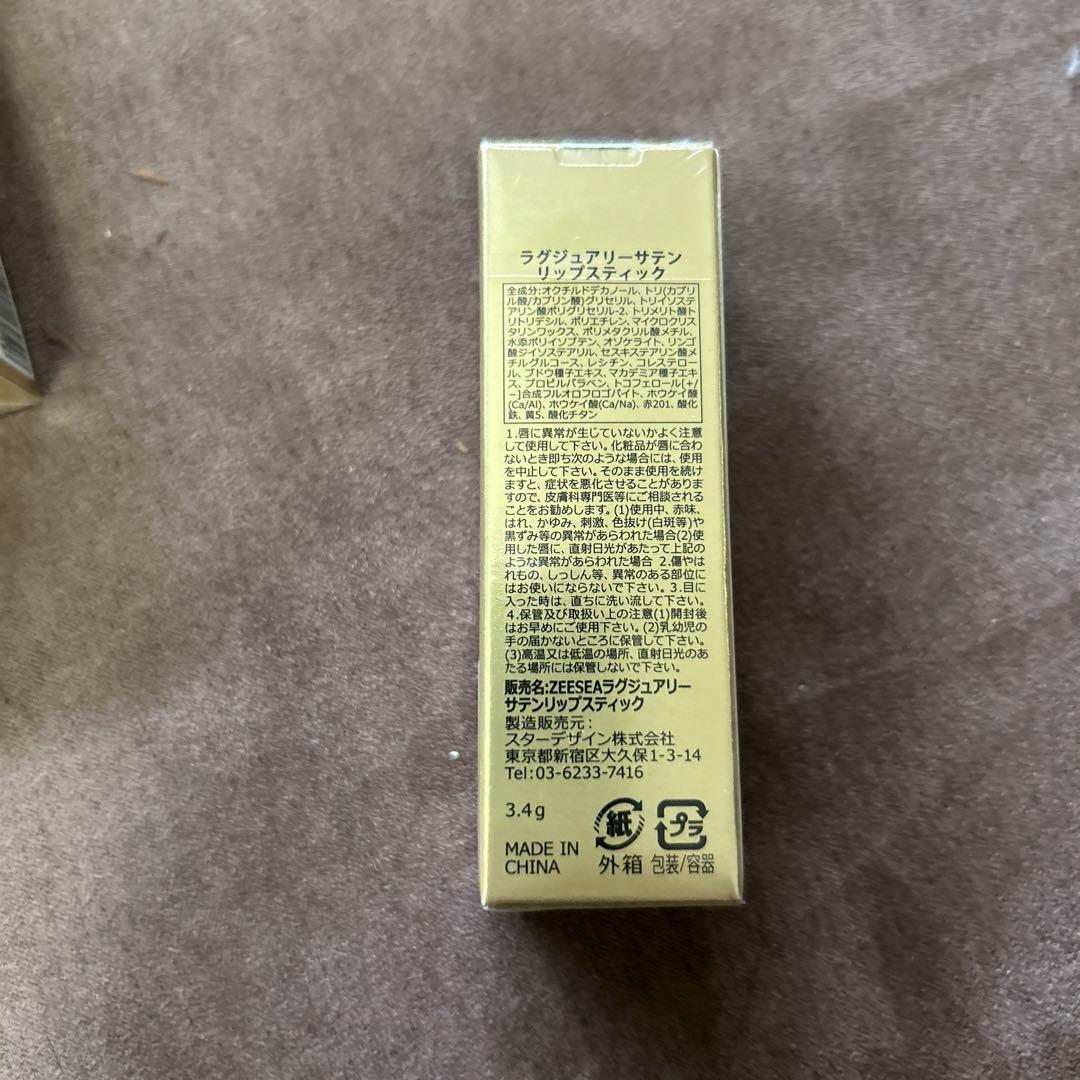 ラグジュアリーサテン
リップスティック
全成分:オクチルドデカノール、トリ(カプリ
ル酸/カプリン酸)グリセリル、トリイソステ
アリン酸ポリグリセリル-2、トリメリト酸ト
リトリデシル、ポリエチレン、マイクロクリス
タリンワックス、ポリメタクリル酸メチル、
水添ポリイソブテン、オゾケライト、リンゴ
酸ジイソステアリル、セスキステアリン酸メ
チルグルコース、レシチン、コレステロー
ル、ブドウ種子エキス、マカデミア種子エキ
ス、プロピルパラベン、トコフェロール[+/
-]合成フルオロフロゴパイト、ホウケイ酸
(Ca/Al)、ホウケイ酸(Ca/Na)、赤201、酸化
鉄、黄5、酸化チタン
1.唇に異常が生じていないかよく注意
して使用して下さい。化粧品が唇に合わ
ないとき即ち次のような場合には、使用
を中止して下さい。そのまま使用を続け
ますと、症状を悪化させることがありま
すので、皮膚科専門医等にご相談される
ことをお勧めします。(1)使用中、赤味、
はれ、かゆみ、刺激、色抜け(白斑等)や
黒ずみ等の異常があらわれた場合(2)使
用した唇に、直射日光があたって上記の
ような異常があらわれた場合 2.傷やは
れもの、しっしん等、異常のある部位に
はお使いにならないで下さい。3.目に
入った時は、直ちに洗い流して下さい。
4.保管及び取扱い上の注意(1)開封後
はお早めにご使用下さい。(2)乳幼児の
手の届かないところに保管して下さい。
(3)高温又は低温の場所、直射日光のあ
たる場所には保管しないで下さい。
販売名:ZEESEAラグジュアリー
サテンリップスティック
製造販売元:
スターデザイン株式会社
東京都新宿区大久保1-3-14
Tel:03-6233-7416
3.4g
紙 プラ
MADE IN
CHINA
外箱 包装/容器